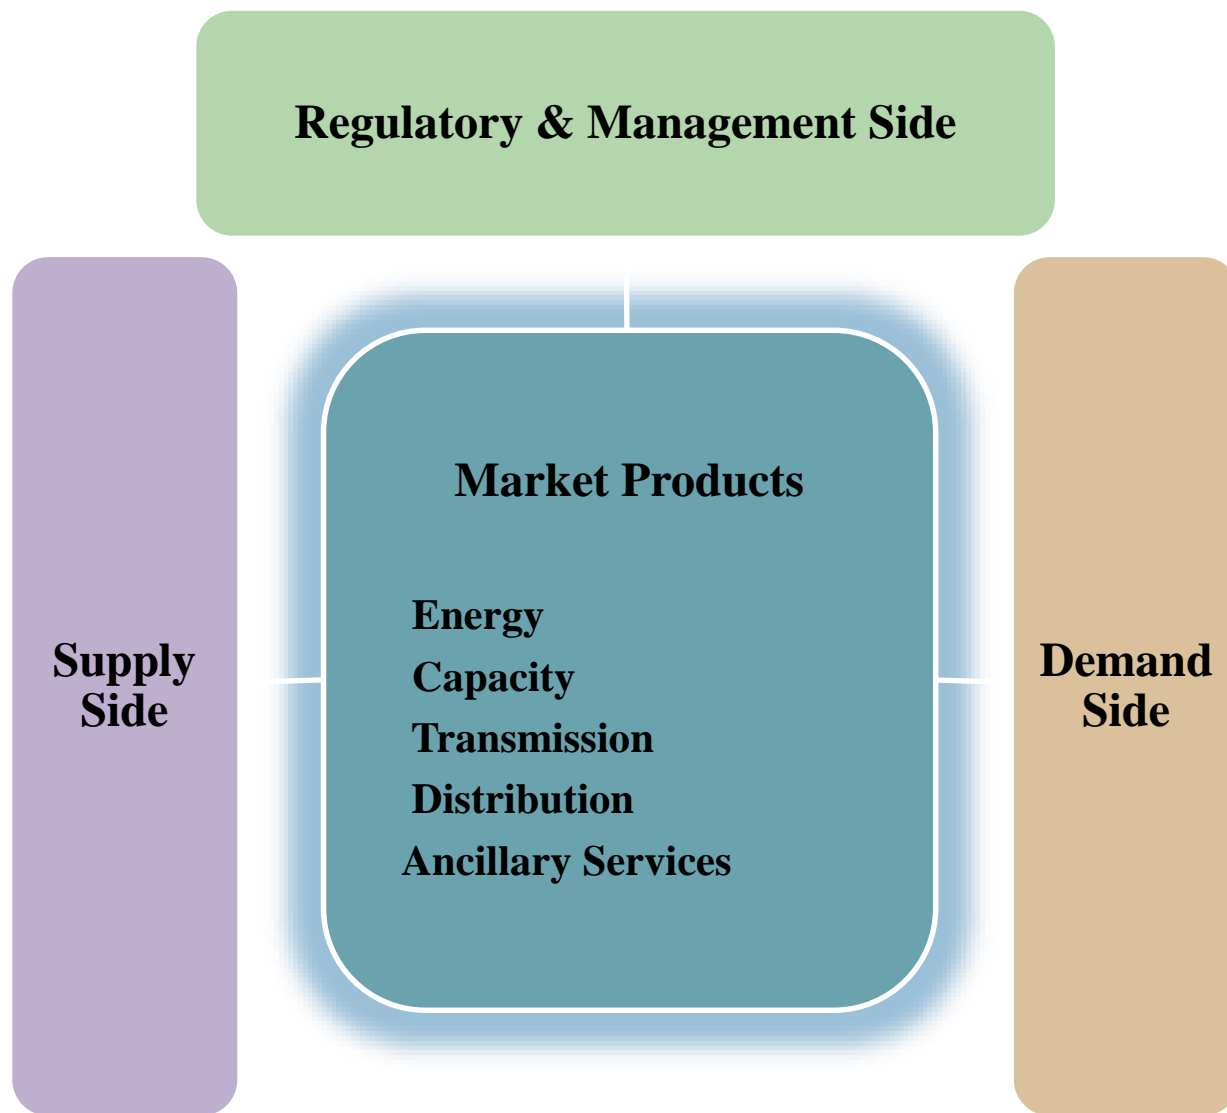 Regulatory & Management Side
Market Products
Energy
Capacity
Transmission
Distribution
Ancillary Services
Supply
Side
Demand
Side